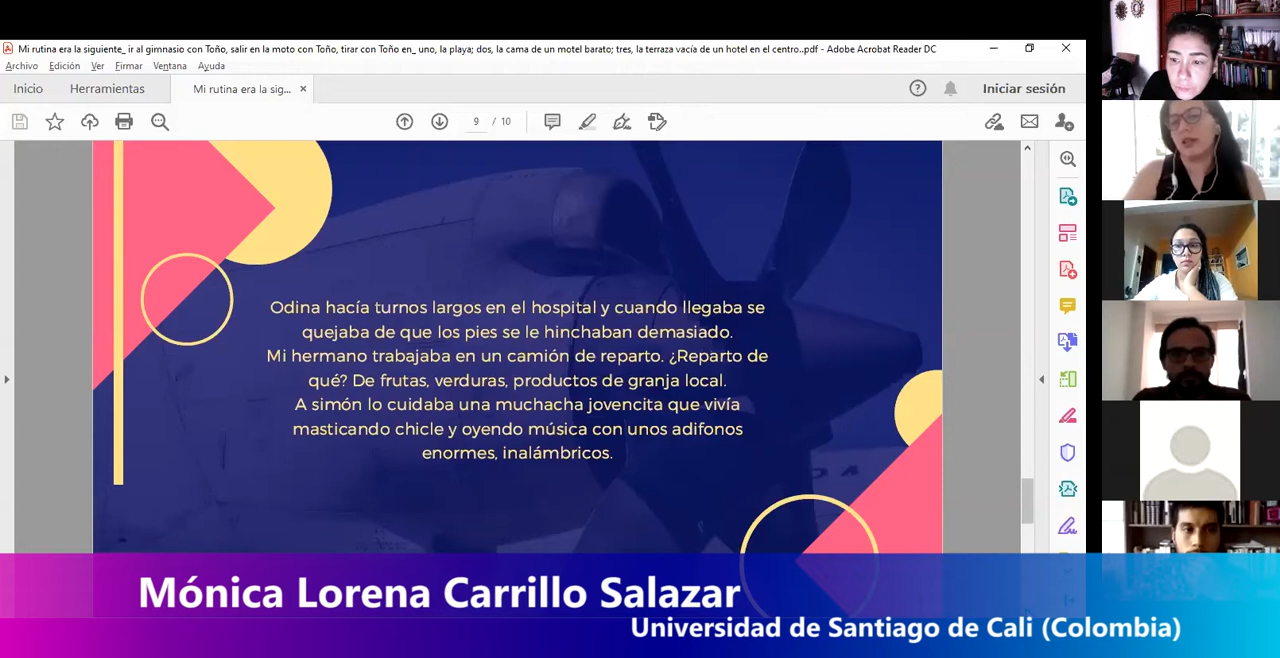 Mi rutina era la siguiente_ ir al gimnasio con Toño, salir en la moto con Toño, tirar con Toño en_ uno, la playa; dos, la cama de un motel barato; tres, la terraza vacía de un hotel en el centro..pdf - Adobe Acrobat Reader DC
Archivo Edición Ver Firmar Ventana Ayuda
Inicio Herramientas Mi rutina era la sig... × Iniciar sesión
9 / 10
Odina hacía turnos largos en el hospital y cuando llegaba se
quejaba de que los pies se le hinchaban demasiado.
Mi hermano trabajaba en un camión de reparto. ¿Reparto de
qué? De frutas, verduras, productos de granja local.
A simón lo cuidaba una muchacha jovencita que vivía
masticando chicle y oyendo música con unos adifonos
enormes, inalámbricos.
Mónica Lorena Carrillo Salazar
Universidad de Santiago de Cali (Colombia)